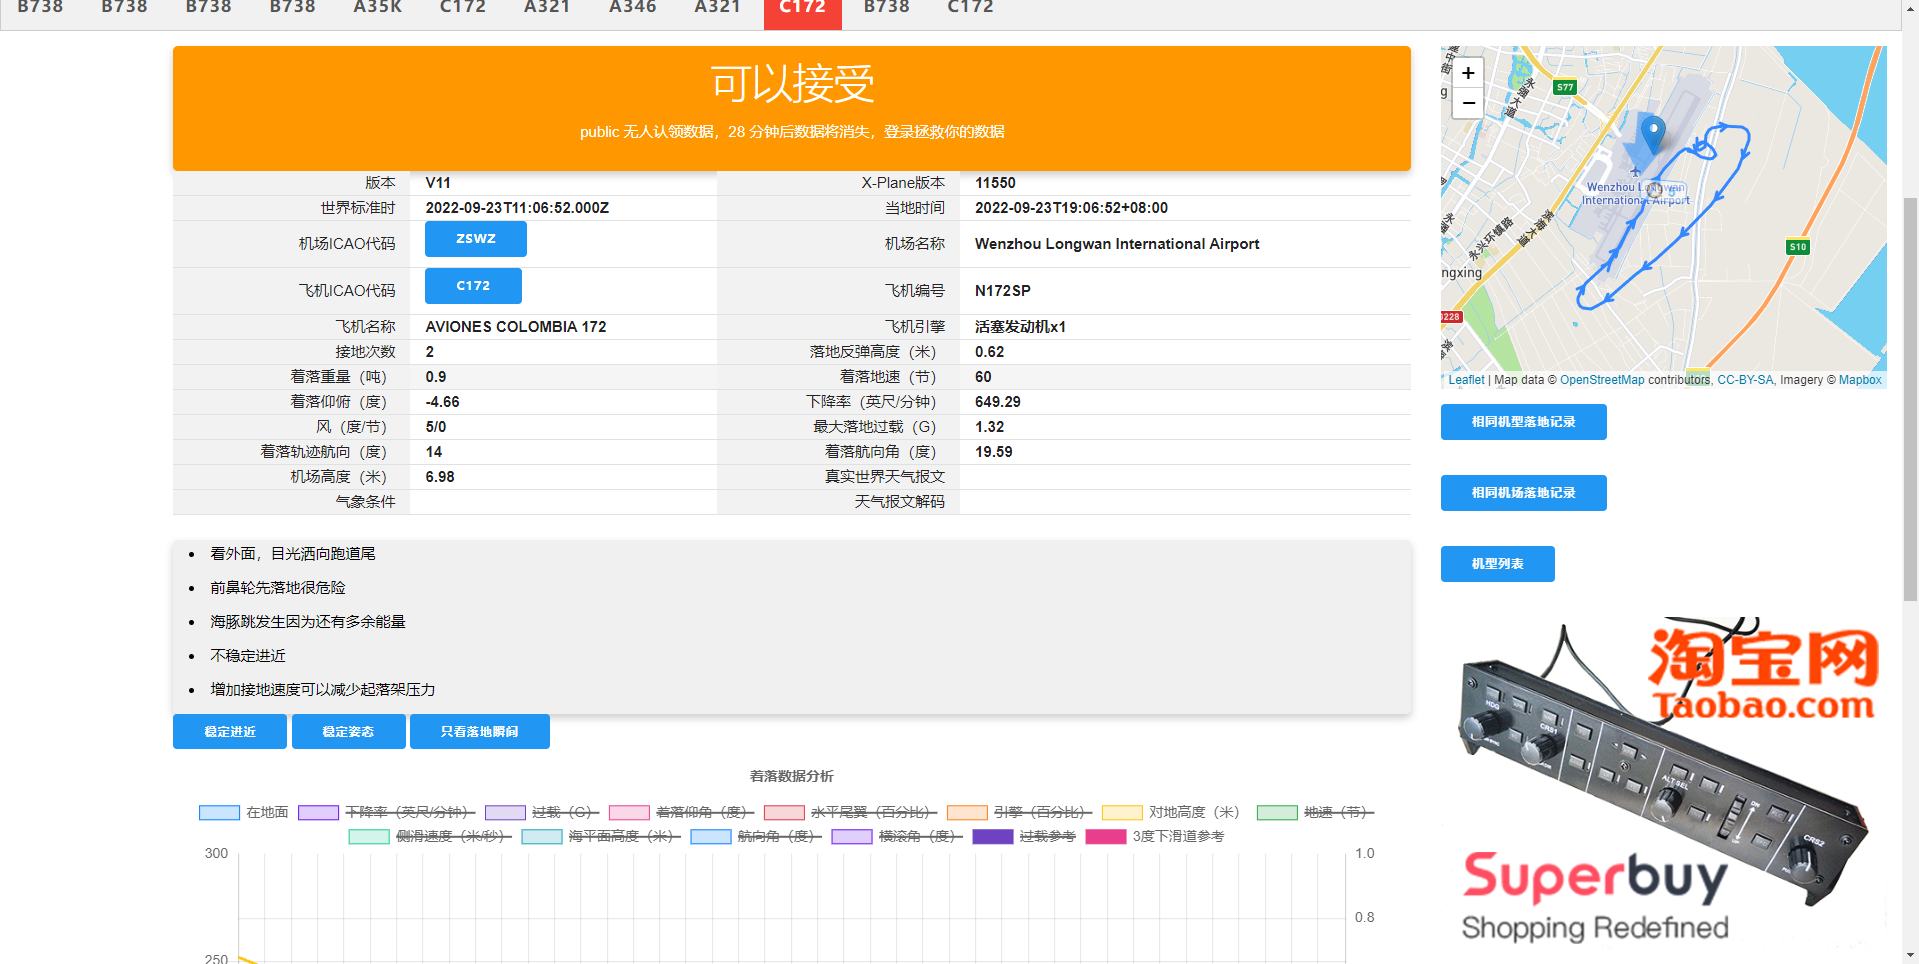 B738 B738 B738 B738 A35K C172 A321 A346 A321 C172 B738 C172
可以接受
public 无人认领数据，28 分钟后数据将消失，登录拯救你的数据
版本 V11 X-Plane版本 11550
世界标准时 2022-09-23T11:06:52.000Z 当地时间 2022-09-23T19:06:52+08:00
机场ICAO代码 ZSWZ 机场名称 Wenzhou Longwan International Airport
飞机ICAO代码 C172 飞机编号 N172SP
飞机名称 AVIONES COLOMBIA 172 飞机引擎 活塞发动机x1
接地次数 2 落地反弹高度（米） 0.62
着落重量（吨） 0.9 着落地速（节） 60
着落仰俯（度） -4.66 下降率（英尺/分钟） 649.29
风（度/节） 5/0 最大落地过载（G） 1.32
着落轨迹航向（度） 14 着落航向角（度） 19.59
机场高度（米） 6.98 真实世界天气报文
气象条件 天气报文解码
看外面，目光洒向跑道尾
前鼻轮先落地很危险
海豚跳发生因为还有多余能量
不稳定进近
增加接地速度可以减少起落架压力
稳定进近 稳定姿态 只看落地瞬间
着落数据分析
在地面 下降率（英尺/分钟） 过载（G） 着落仰角（度） 水平尾翼（百分比） 引擎（百分比） 对地高度（米） 地速（节）
侧滑速度（米/秒） 海平面高度（米） 航向角（度） 横滚角（度） 过载参考 3度下滑道参考
300 1.0
0.8
250
+
−
S77
永强大道
Wenzhou Longwan
International Airport
滨海大道
永兴环镇路
S10
ngxing
Leaflet | Map data © OpenStreetMap contributors, CC-BY-SA, Imagery © Mapbox
相同机型落地记录
相同机场落地记录
机型列表
淘宝网
Taobao.com
HDG
CRS1
ALT SEL
CRS2
Superbuy
Shopping Redefined